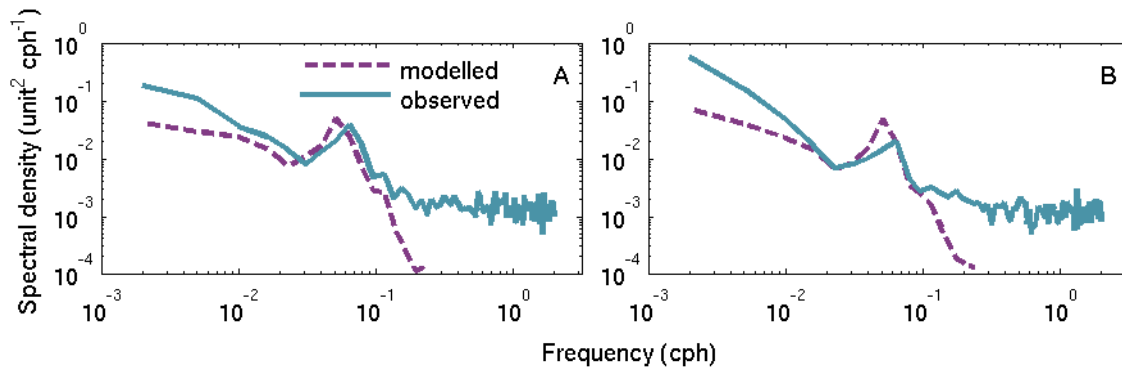 Spectral density (unit² cph⁻¹)
10⁰
10⁻¹
10⁻²
10⁻³
10⁻⁴
10⁻³ 10⁻² 10⁻¹ 10⁰
modelled
observed
A
10⁰
10⁻¹
10⁻²
10⁻³
10⁻⁴
10⁻³ 10⁻² 10⁻¹ 10⁰
B
Frequency (cph)